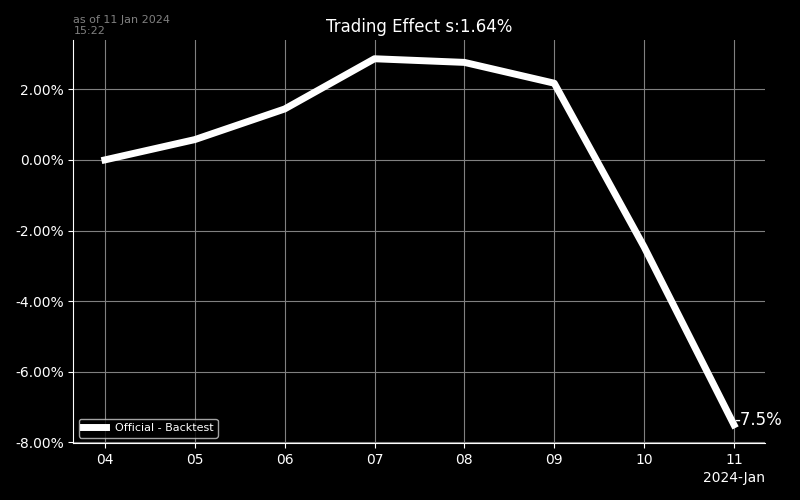 as of 11 Jan 2024
15:22
Trading Effect s:1.64%
2.00%
0.00%
-2.00%
-4.00%
-6.00%
-8.00%
-7.5%
Official - Backtest
04 05 06 07 08 09 10 11
2024-Jan